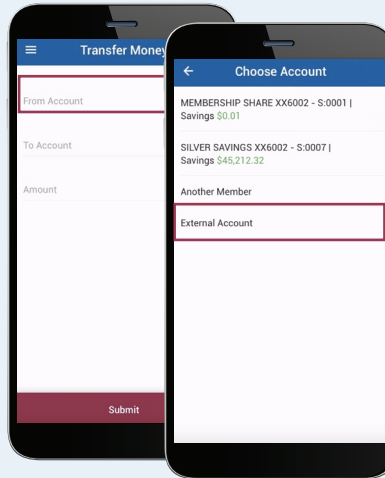 Transfer Money
From Account
To Account
Amount
Submit
Choose Account
MEMBERSHIP SHARE XX6002 - S:0001 |
Savings $0.01
SILVER SAVINGS XX6002 - S:0007 |
Savings $45,212.32
Another Member
External Account